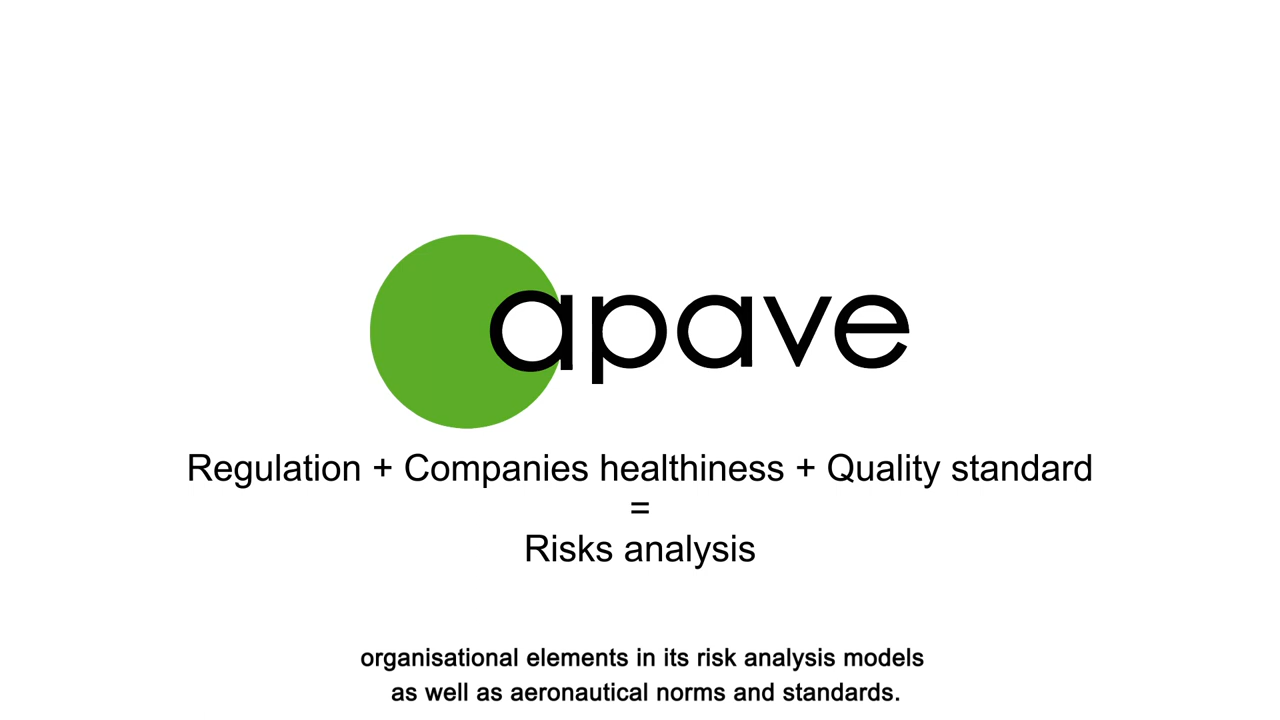 apave
Regulation + Companies healthiness + Quality standard
=
Risks analysis
organisational elements in its risk analysis models
as well as aeronautical norms and standards.